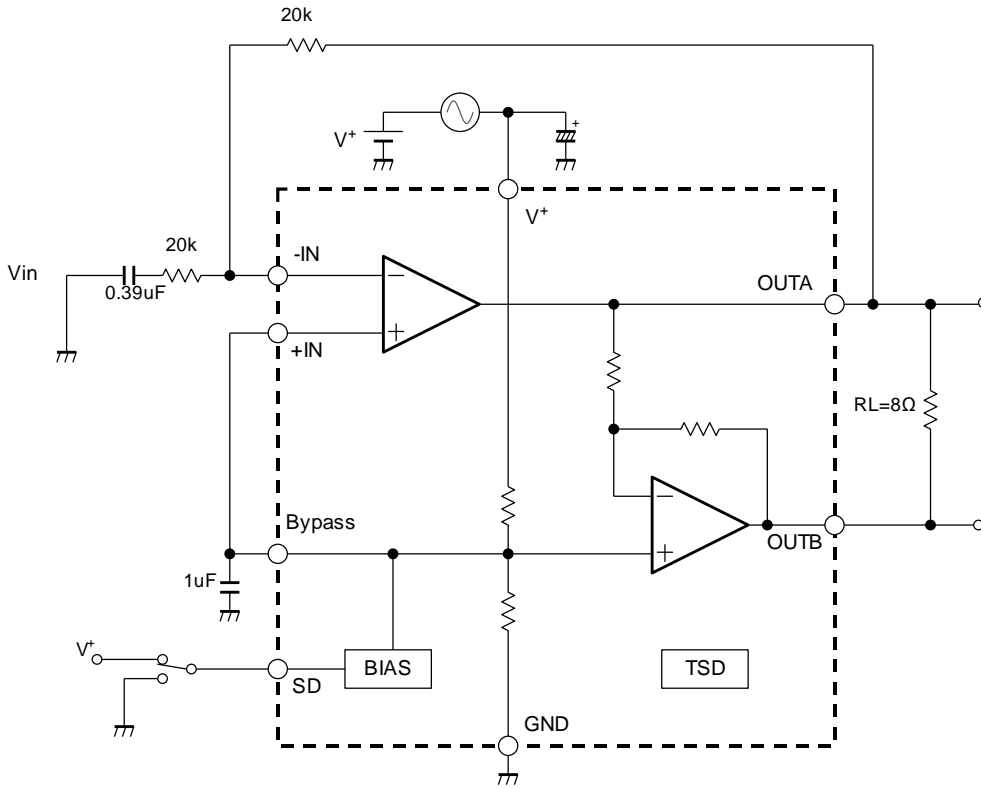 20k
+
V+
V+
20k
-IN
Vin
0.39uF
OUTA
+IN
RL=8Ω
Bypass
OUTB
1uF
V+
BIAS
TSD
SD
GND